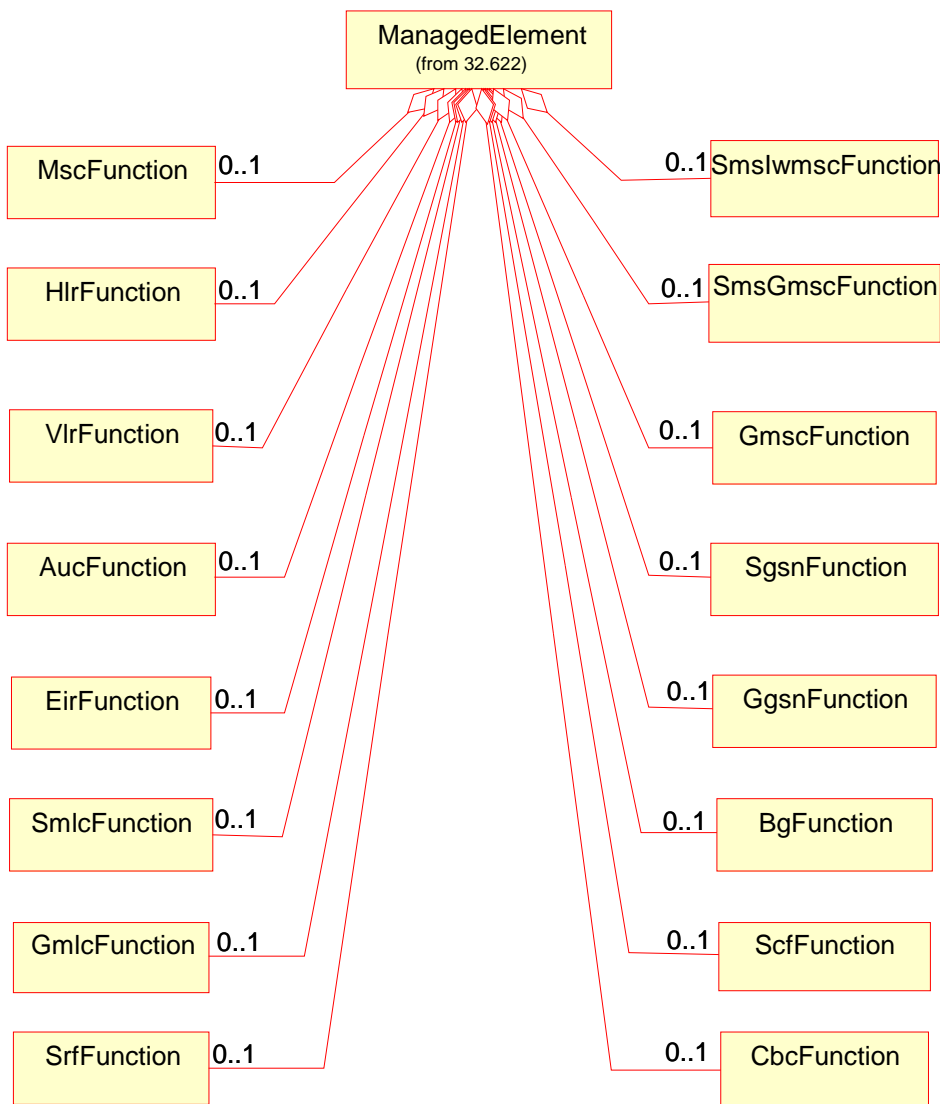 ManagedElement
(from 32.622)
MscFunction 0..1
0..1 SmsIwmscFunction
HlrFunction 0..1
0..1 SmsGmscFunction
VlrFunction 0..1
0..1 GmscFunction
AucFunction 0..1
0..1 SgsnFunction
EirFunction 0..1
0..1 GgsnFunction
SmlcFunction 0..1
0..1 BgFunction
GmlcFunction 0..1
0..1 ScfFunction
SrfFunction 0..1
0..1 CbcFunction